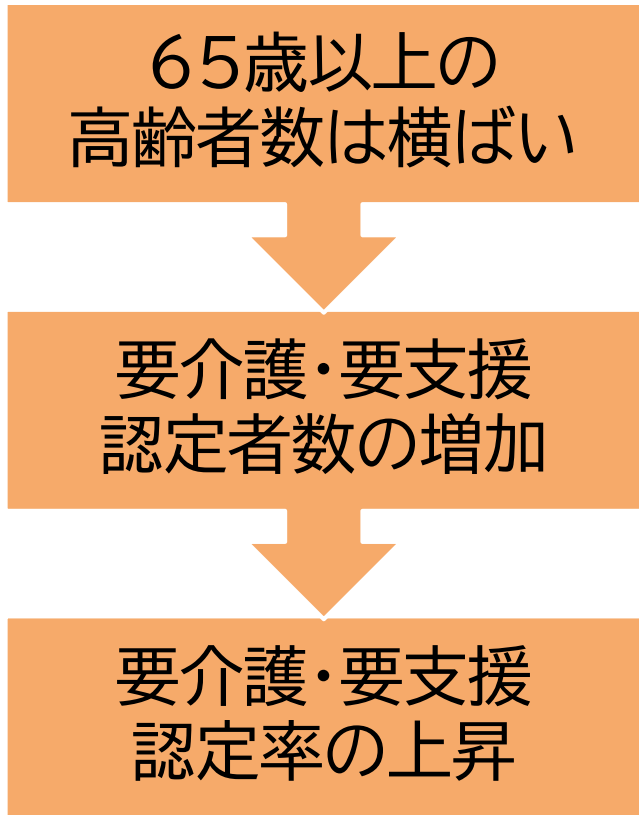 ６５歳以上の
高齢者数は横ばい
要介護・要支援
認定者数の増加
要介護・要支援
認定率の上昇